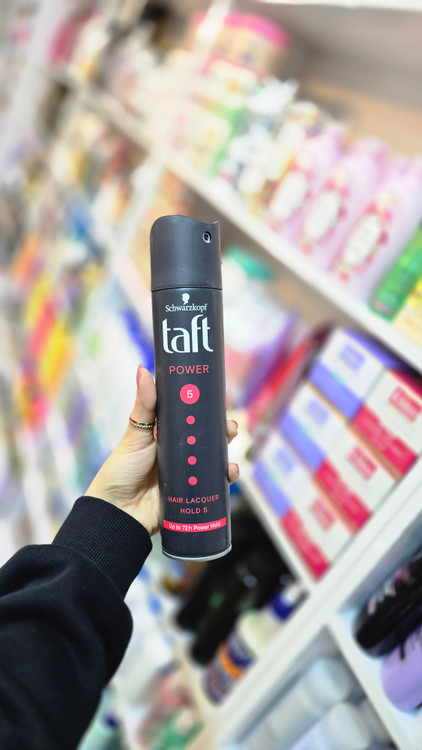 Schwarzkopf
taft
POWER
5
HAIR LACQUER
HOLD 5
Up to 72h Power Hold